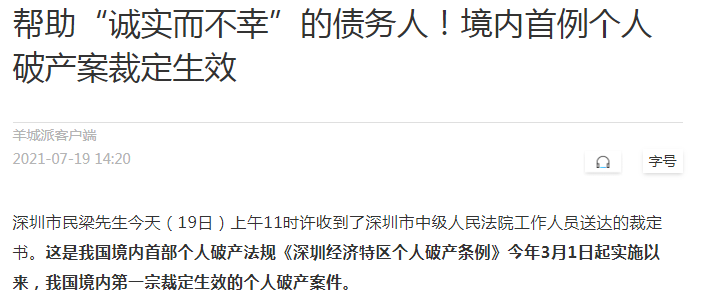 帮助“诚实而不幸”的债务人！境内首例个人
破产案裁定生效
羊城派客户端
2021-07-19 14:20
字号
深圳市民梁先生今天（19日）上午11时许收到了深圳市中级人民法院工作人员送达的裁定
书。这是我国境内首部个人破产法规《深圳经济特区个人破产条例》今年3月1日起实施以
来，我国境内第一宗裁定生效的个人破产案件。